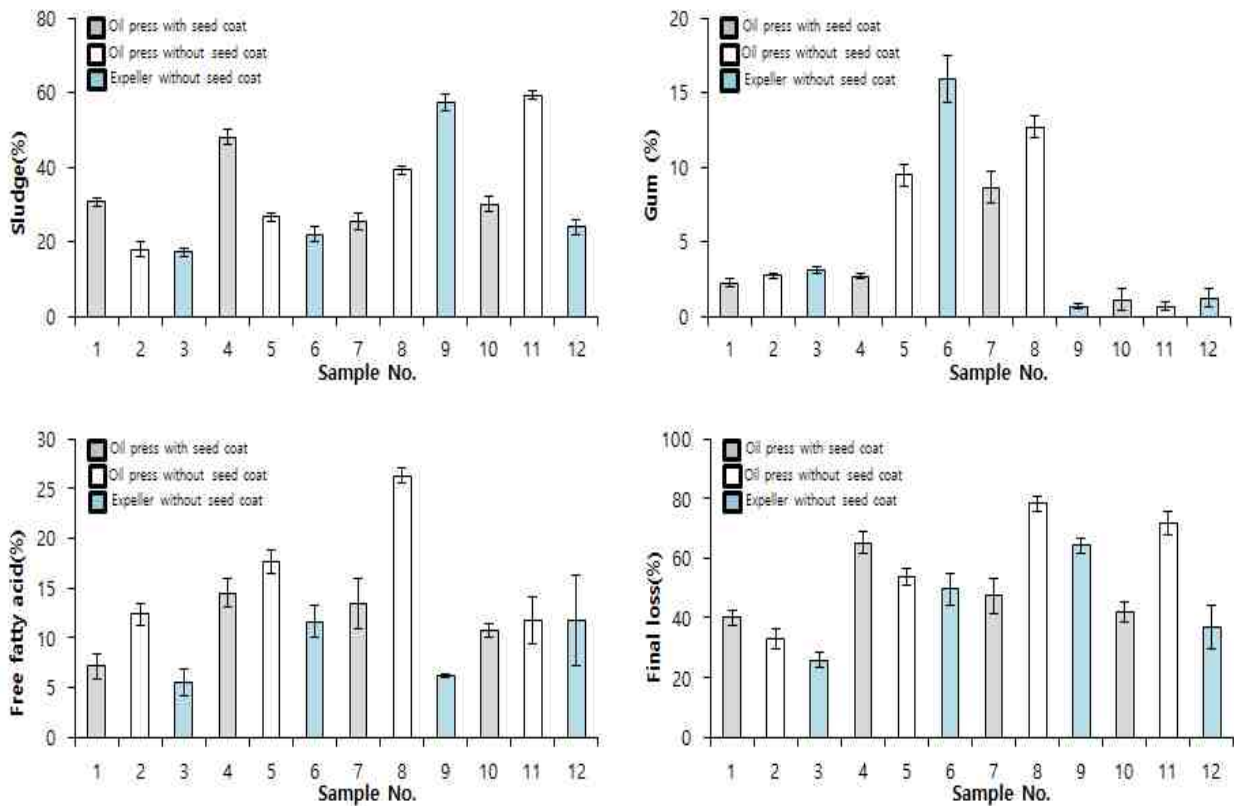 80
60
40
20
0
Sludge(%)
Oil press with seed coat
Oil press without seed coat
Expeller without seed coat
1 2 3 4 5 6 7 8 9 10 11 12
Sample No.
20
15
10
5
0
Gum (%)
Oil press with seed coat
Oil press without seed coat
Expeller without seed coat
1 2 3 4 5 6 7 8 9 10 11 12
Sample No.
30
25
20
15
10
5
0
Free fatty acid(%)
Oil press with seed coat
Oil press without seed coat
Expeller without seed coat
1 2 3 4 5 6 7 8 9 10 11 12
Sample No.
100
80
60
40
20
0
Final loss(%)
Oil press with seed coat
Oil press without seed coat
Expeller without seed coat
1 2 3 4 5 6 7 8 9 10 11 12
Sample No.